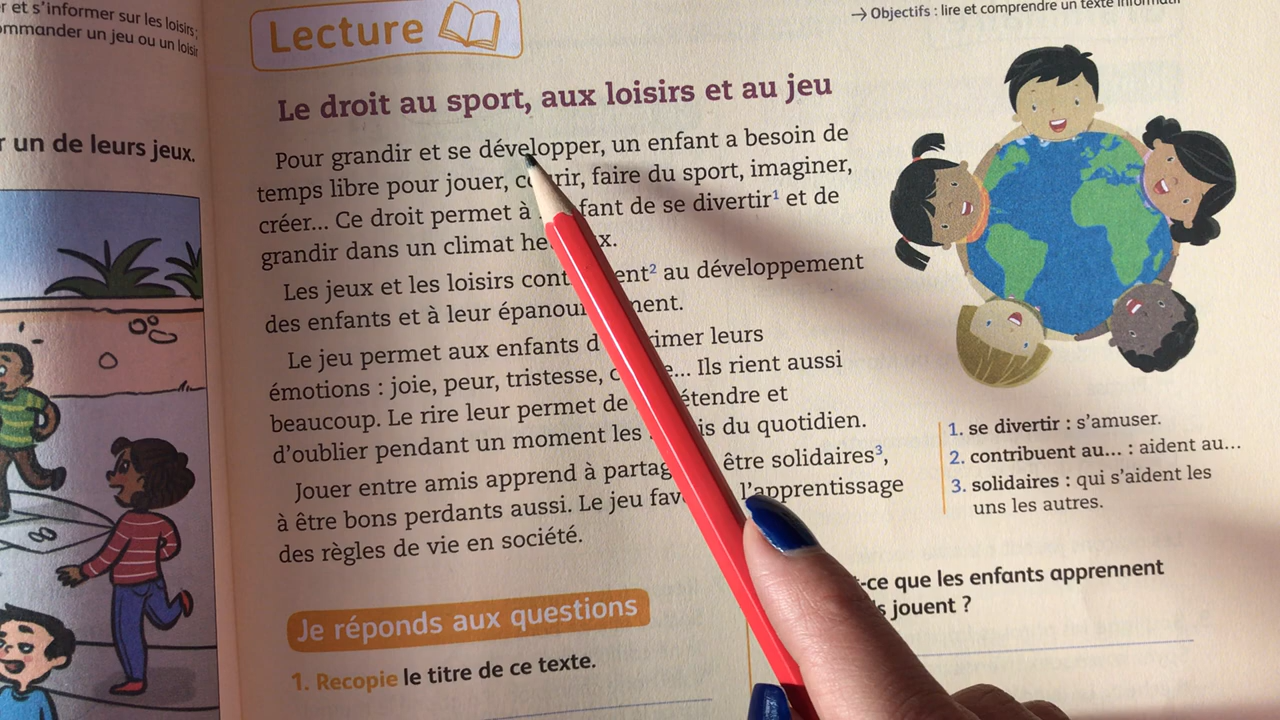 r et s'informer sur les loisirs ;
mmander un jeu ou un loisir
r un de leurs jeux.
Lecture
→ Objectifs : lire et comprendre un texte informatif
Le droit au sport, aux loisirs et au jeu
Pour grandir et se développer, un enfant a besoin de
temps libre pour jouer, courir, faire du sport, imaginer,
créer... Ce droit permet à fant de se divertir¹ et de
grandir dans un climat he x.
Les jeux et les loisirs cont ent² au développement
des enfants et à leur épanou ment.
Le jeu permet aux enfants d imer leurs
émotions : joie, peur, tristesse, c e... Ils rient aussi
beaucoup. Le rire leur permet de étendre et
d'oublier pendant un moment les is du quotidien.
Jouer entre amis apprend à partag être solidaires³,
à être bons perdants aussi. Le jeu fav l'apprentissage
des règles de vie en société.
1. se divertir : s'amuser.
2. contribuent au... : aident au...
3. solidaires : qui s'aident les
uns les autres.
Je réponds aux questions
1. Recopie le titre de ce texte.
-ce que les enfants apprennent
s jouent ?